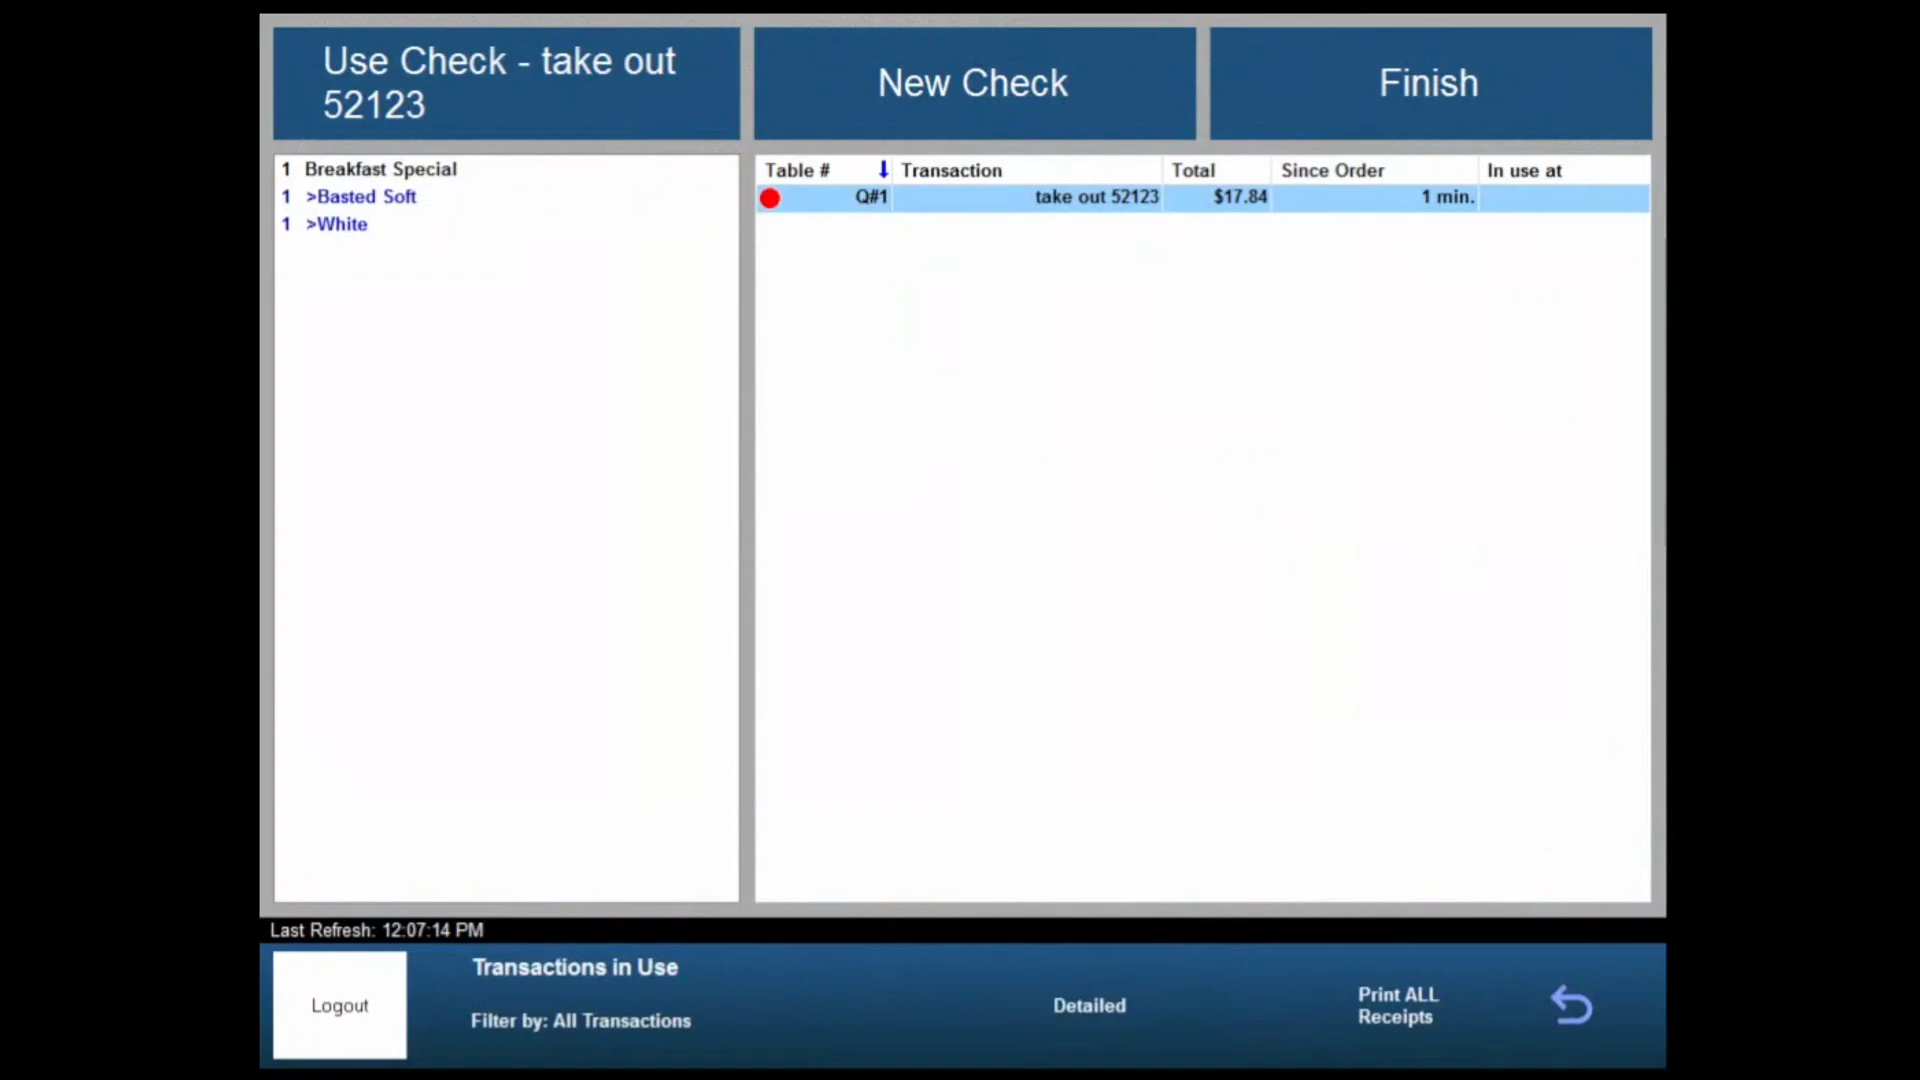 Use Check - take out
52123
New Check
Finish
1 Breakfast Special
1 >Basted Soft
1 >White
Table # Transaction Total Since Order In use at
Q#1 take out 52123 $17.84 1 min.
Last Refresh: 12:07:14 PM
Logout
Transactions in Use
Filter by: All Transactions
Detailed
Print ALL
Receipts